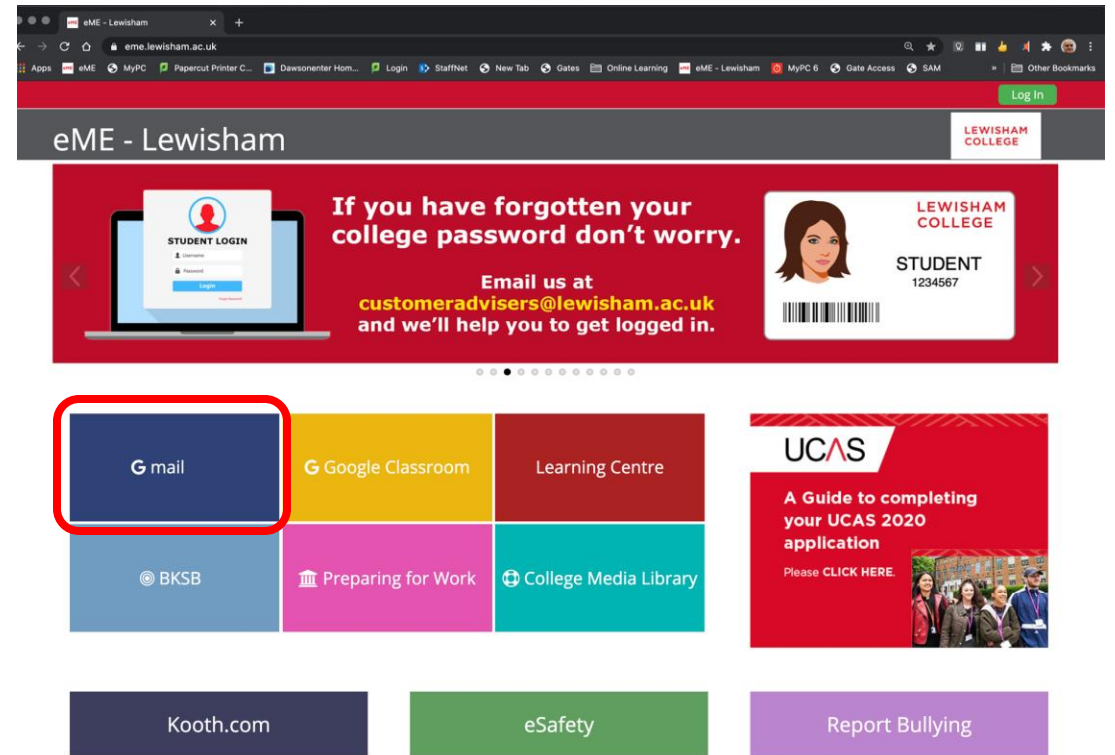 eME - Lewisham
eme.lewisham.ac.uk
Apps eME MyPC Papercut Printer C... Dawsonenter Hom... Login StaffNet New Tab Gates Online Learning eME - Lewisham MyPC 6 Gate Access SAM » Other Bookmarks
Log In
eME - Lewisham
LEWISHAM
COLLEGE
STUDENT LOGIN
Username
Password
Login
Forgot Password?
If you have forgotten your
college password don't worry.
Email us at
customeradvisers@lewisham.ac.uk
and we'll help you to get logged in.
LEWISHAM
COLLEGE
STUDENT
1234567
G mail
G Google Classroom
Learning Centre
BKSB
Preparing for Work
College Media Library
UCAS
A Guide to completing
your UCAS 2020
application
Please CLICK HERE.
Kooth.com
eSafety
Report Bullying